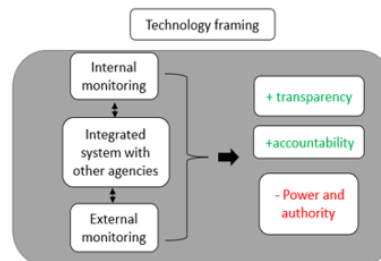 Technology framing
Internal
monitoring
Integrated
system with
other agencies
External
monitoring
+ transparency
+accountability
- Power and
authority